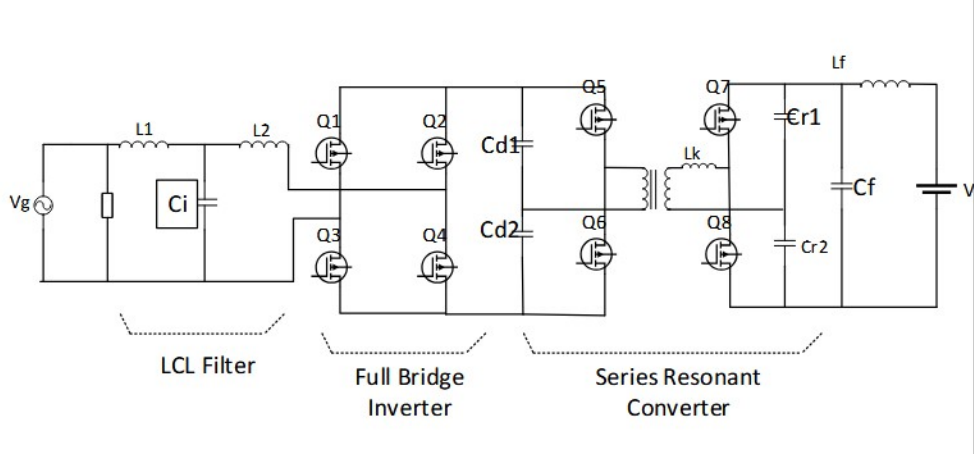 Lf
Q5
Q7
Q1
Q2
Cr1
L1
L2
Cd1
Lk
Vg
Ci
Cf
V
Cd2
Q6
Q8
Q3
Q4
Cr2
LCL Filter
Full Bridge
Inverter
Series Resonant
Converter